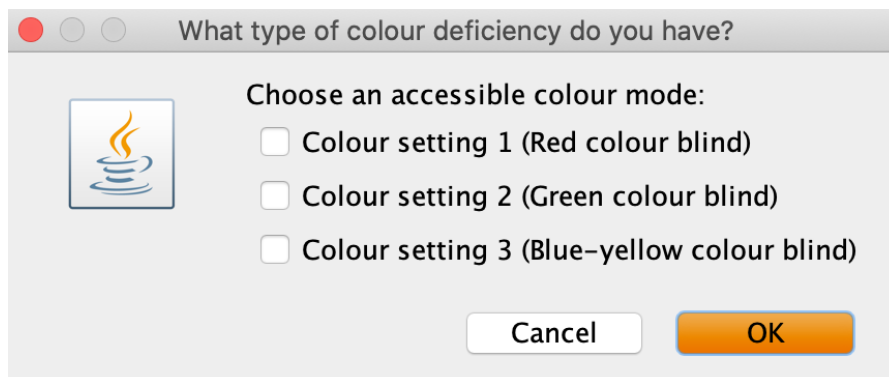 What type of colour deficiency do you have?
Choose an accessible colour mode:
Colour setting 1 (Red colour blind)
Colour setting 2 (Green colour blind)
Colour setting 3 (Blue-yellow colour blind)
Cancel OK